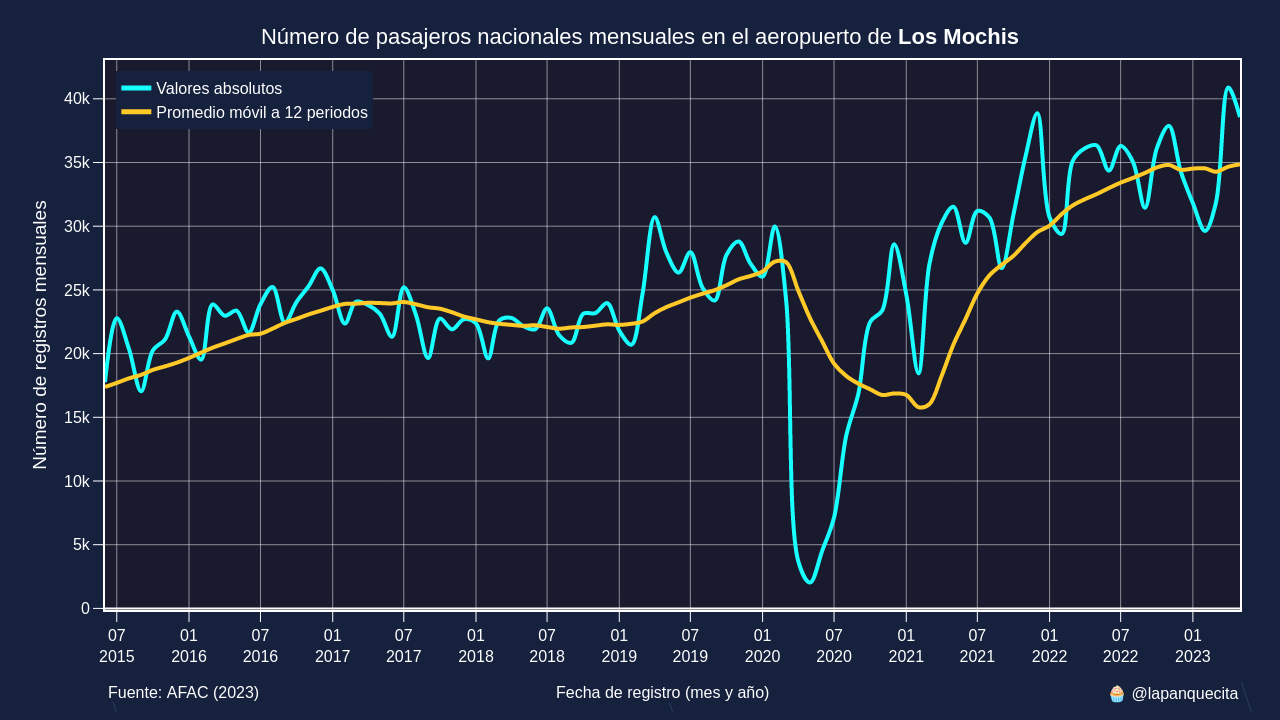 Número de pasajeros nacionales mensuales en el aeropuerto de Los Mochis
Valores absolutos
Promedio móvil a 12 periodos
Número de registros mensuales
40k
35k
30k
25k
20k
15k
10k
5k
0
07 01 07 01 07 01 07 01 07 01 07 01 07 01 07 01
2015 2016 2016 2017 2017 2018 2018 2019 2019 2020 2020 2021 2021 2022 2022 2023
Fuente: AFAC (2023) Fecha de registro (mes y año) 🧁 @lapanquecita